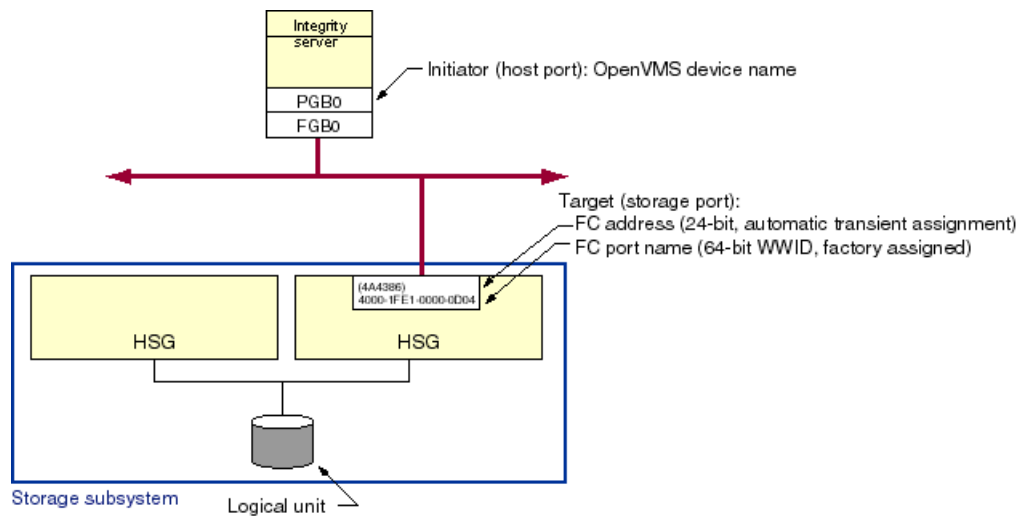 Integrity
server
Initiator (host port): OpenVMS device name
PGB0
FGB0
Target (storage port):
FC address (24-bit, automatic transient assignment)
FC port name (64-bit WWID, factory assigned)
(4A4386)
4000-1FE1-0000-0D04
HSG
HSG
Storage subsystem
Logical unit